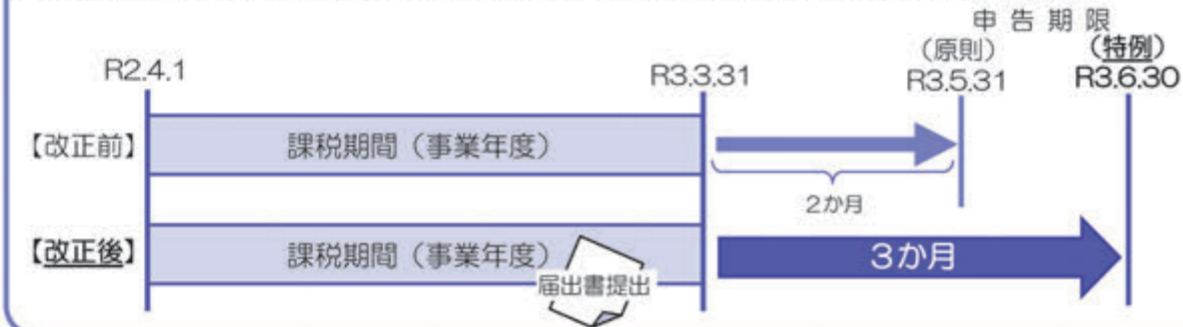 申告期限
(原則) (特例)
R2.4.1 R3.3.31 R3.5.31 R3.6.30
【改正前】 課税期間(事業年度)
2か月
【改正後】 課税期間(事業年度) 3か月
届出書提出